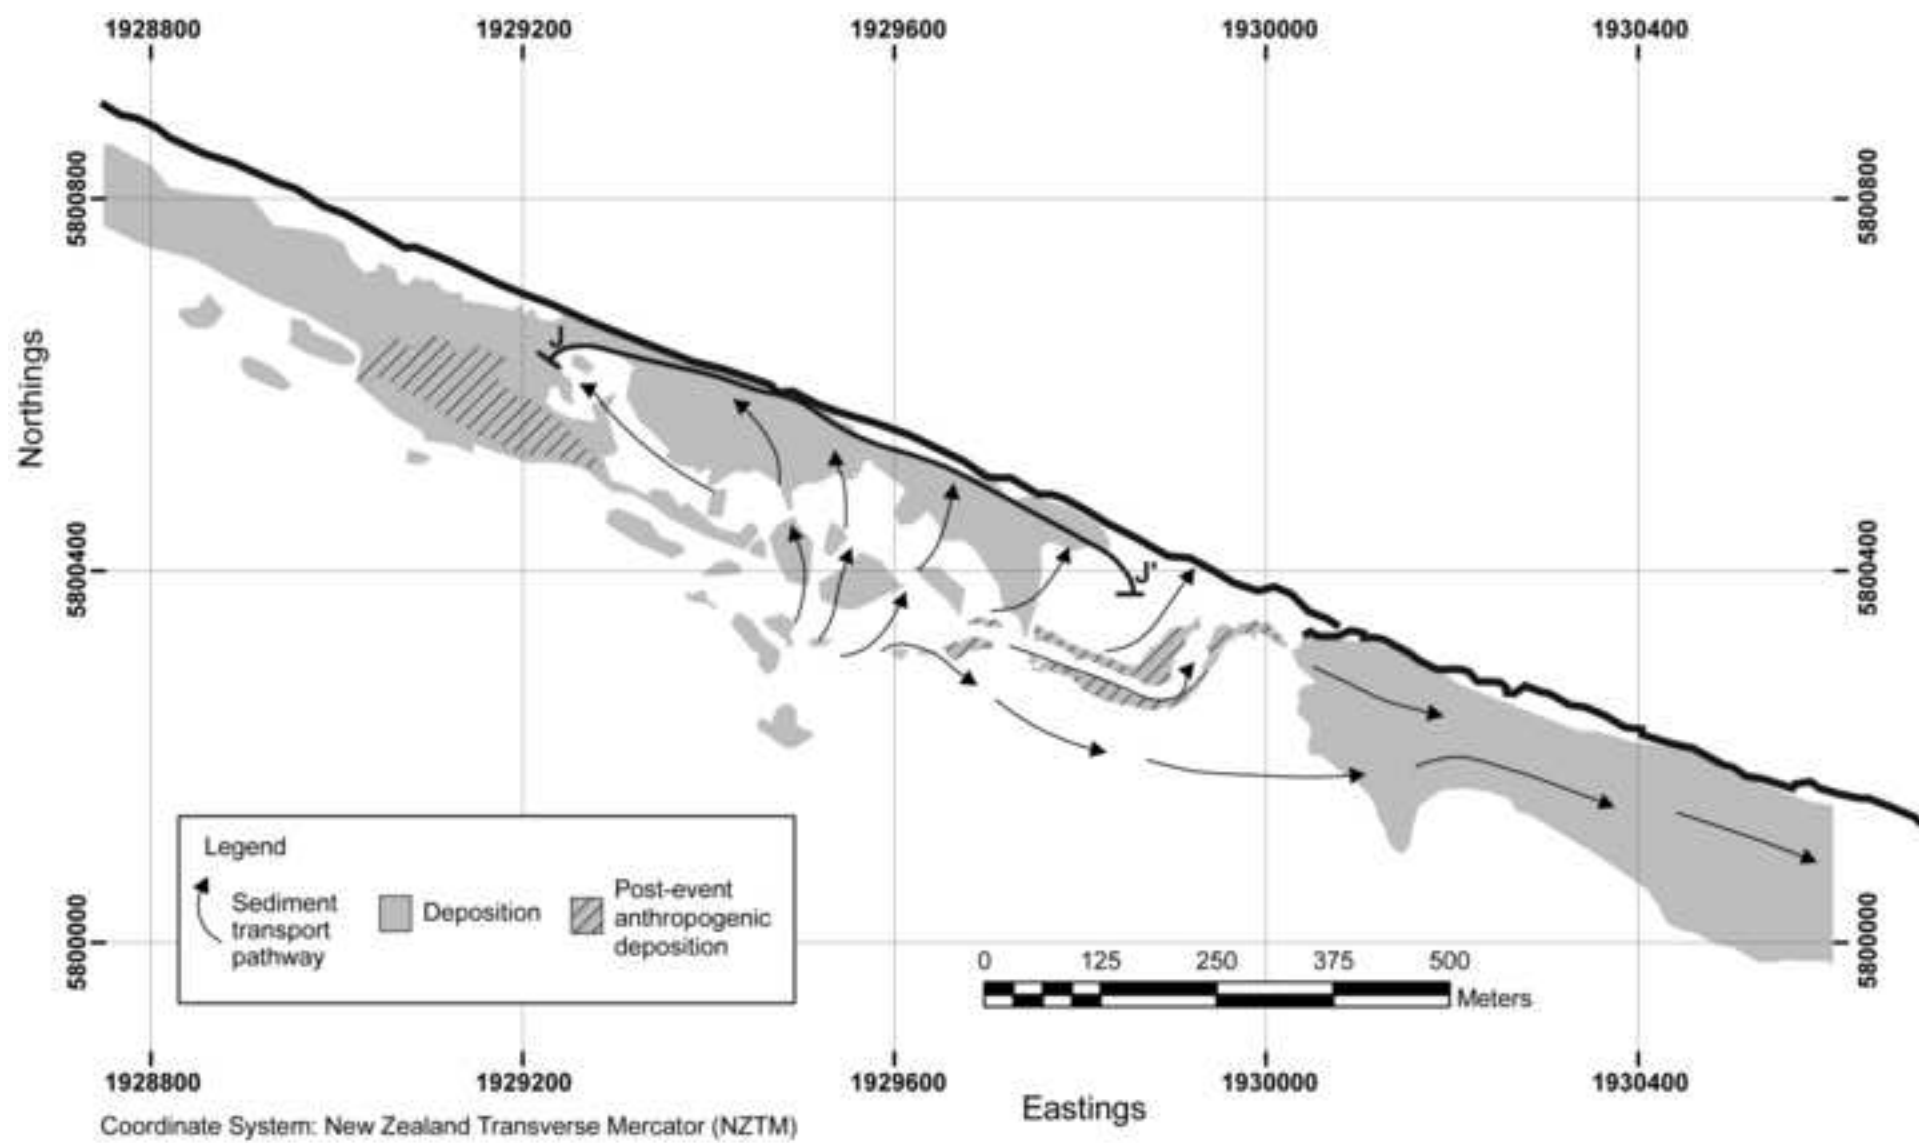 1928800 1929200 1929600 1930000 1930400
5800800
5800800
Northings
J
J'
5800400
5800400
Legend
Sediment
transport
pathway
Deposition
Post-event
anthropogenic
deposition
5800000
5800000
0 125 250 375 500
Meters
1928800 1929200 1929600 1930000 1930400
Eastings
Coordinate System: New Zealand Transverse Mercator (NZTM)